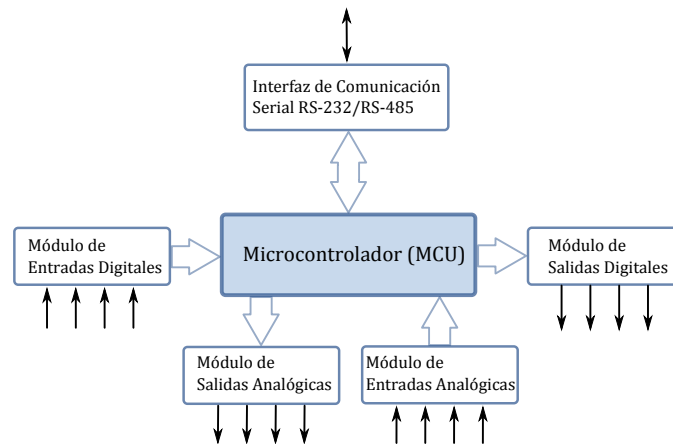 Interfaz de Comunicación
Serial RS-232/RS-485
Módulo de
Entradas Digitales
Microcontrolador (MCU)
Módulo de
Salidas Digitales
Módulo de
Salidas Analógicas
Módulo de
Entradas Analógicas